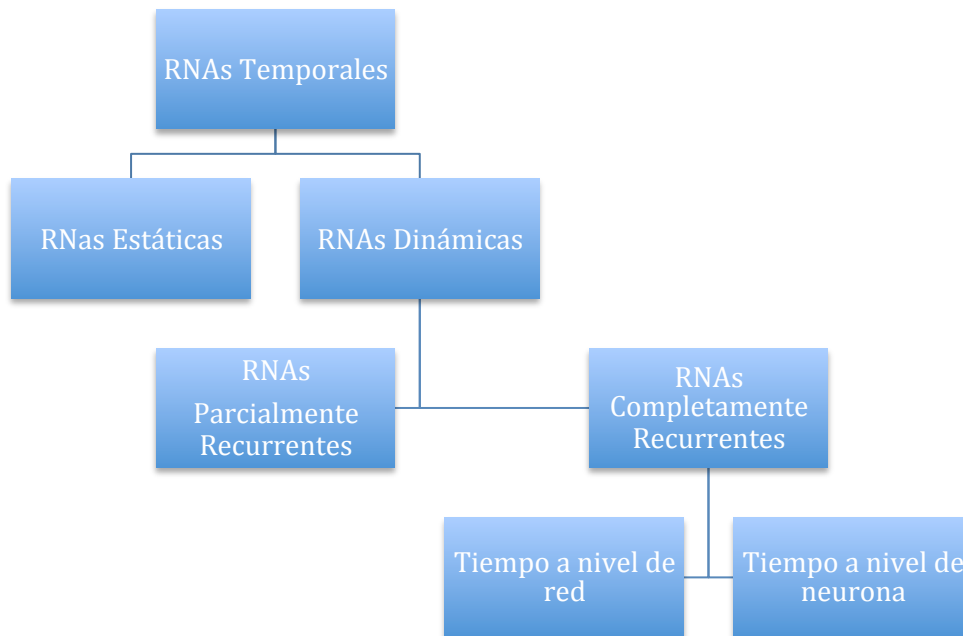 RNAs Temporales
RNas Estáticas
RNAs Dinámicas
RNAs
Parcialmente
Recurrentes
RNAs
Completamente
Recurrentes
Tiempo a nivel de
red
Tiempo a nivel de
neurona